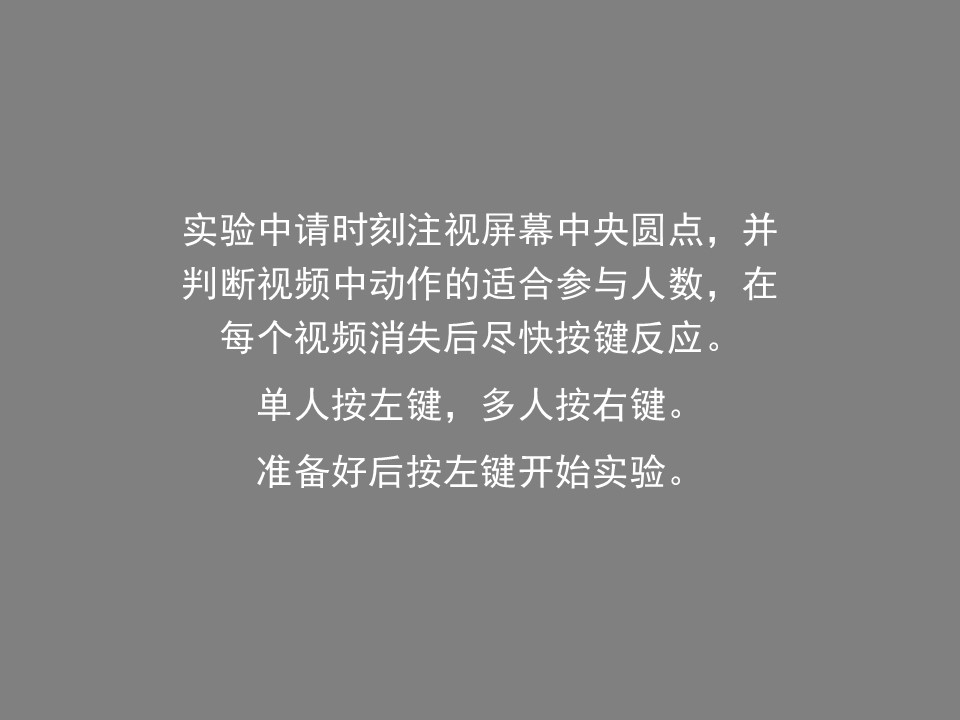 实验中请时刻注视屏幕中央圆点，并
判断视频中动作的适合参与人数，在
每个视频消失后尽快按键反应。
单人按左键，多人按右键。
准备好后按左键开始实验。